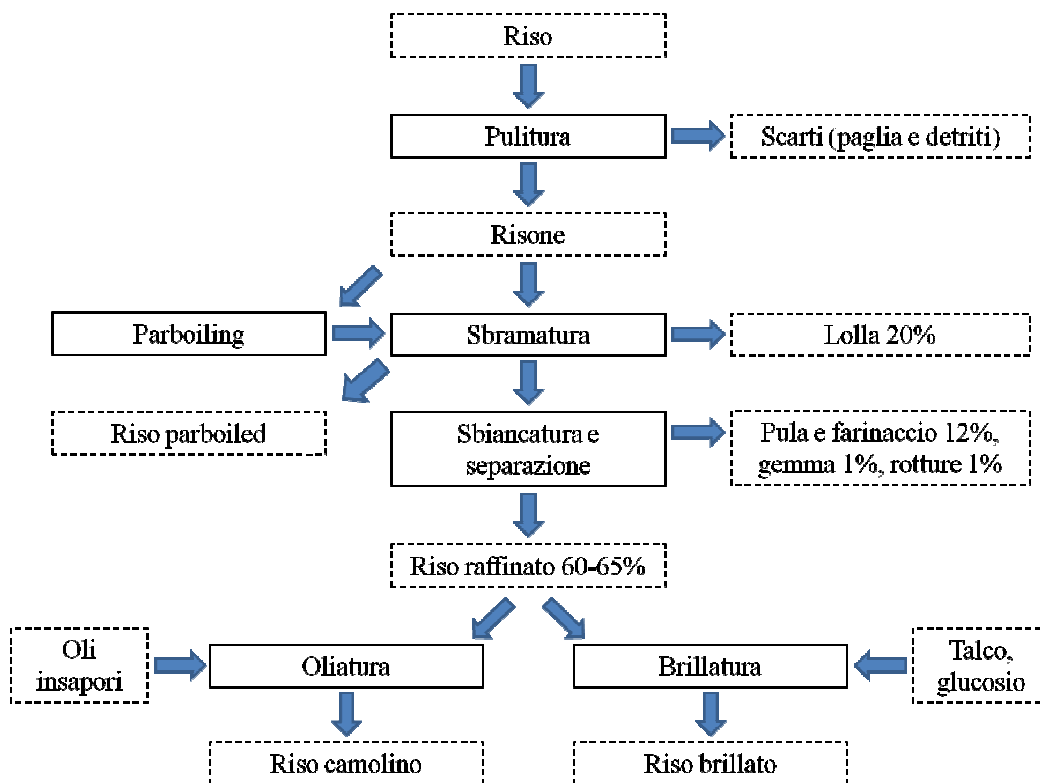 Riso
Pulitura
Scarti (paglia e detriti)
Risone
Parboiling
Sbramatura
Lolla 20%
Riso parboiled
Sbiancatura e
separazione
Pula e farinaccio 12%,
gemma 1%, rotture 1%
Riso raffinato 60-65%
Oli
insapori
Oliatura
Brillatura
Talco,
glucosio
Riso camolino
Riso brillato